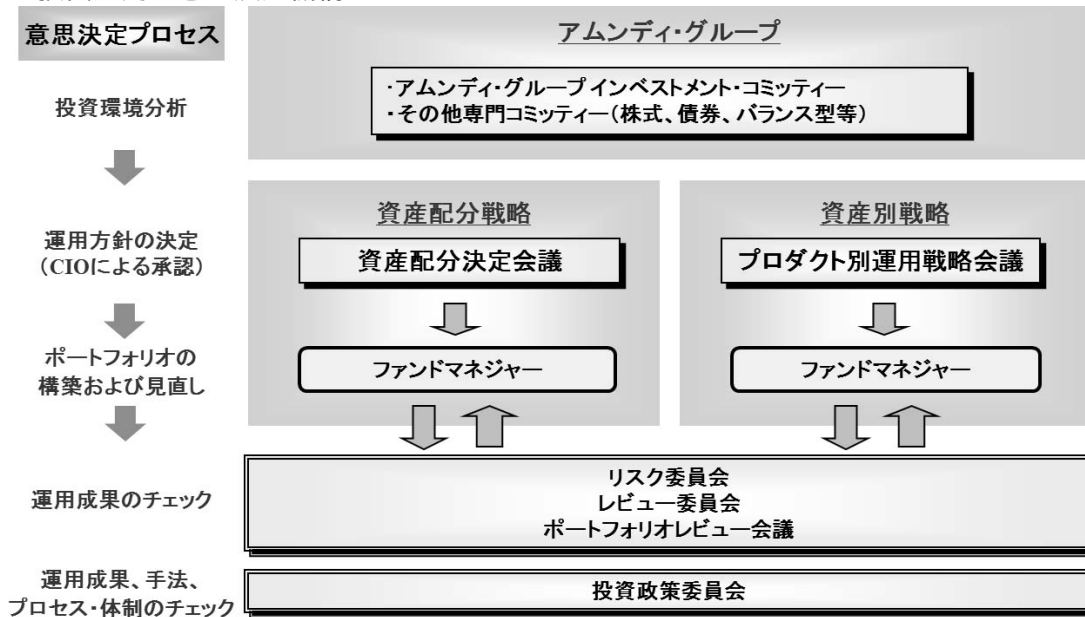 意思決定プロセス
アムンディ・グループ
投資環境分析
・アムンディ・グループインベストメント・コミッティー
・その他専門コミッティー(株式、債券、バランス型等)
資産配分戦略
資産別戦略
運用方針の決定
(CIOによる承認)
資産配分決定会議
プロダクト別運用戦略会議
ポートフォリオの
構築および見直し
ファンドマネジャー
ファンドマネジャー
運用成果のチェック
リスク委員会
レビュー委員会
ポートフォリオレビュー会議
運用成果、手法、
プロセス・体制のチェック
投資政策委員会